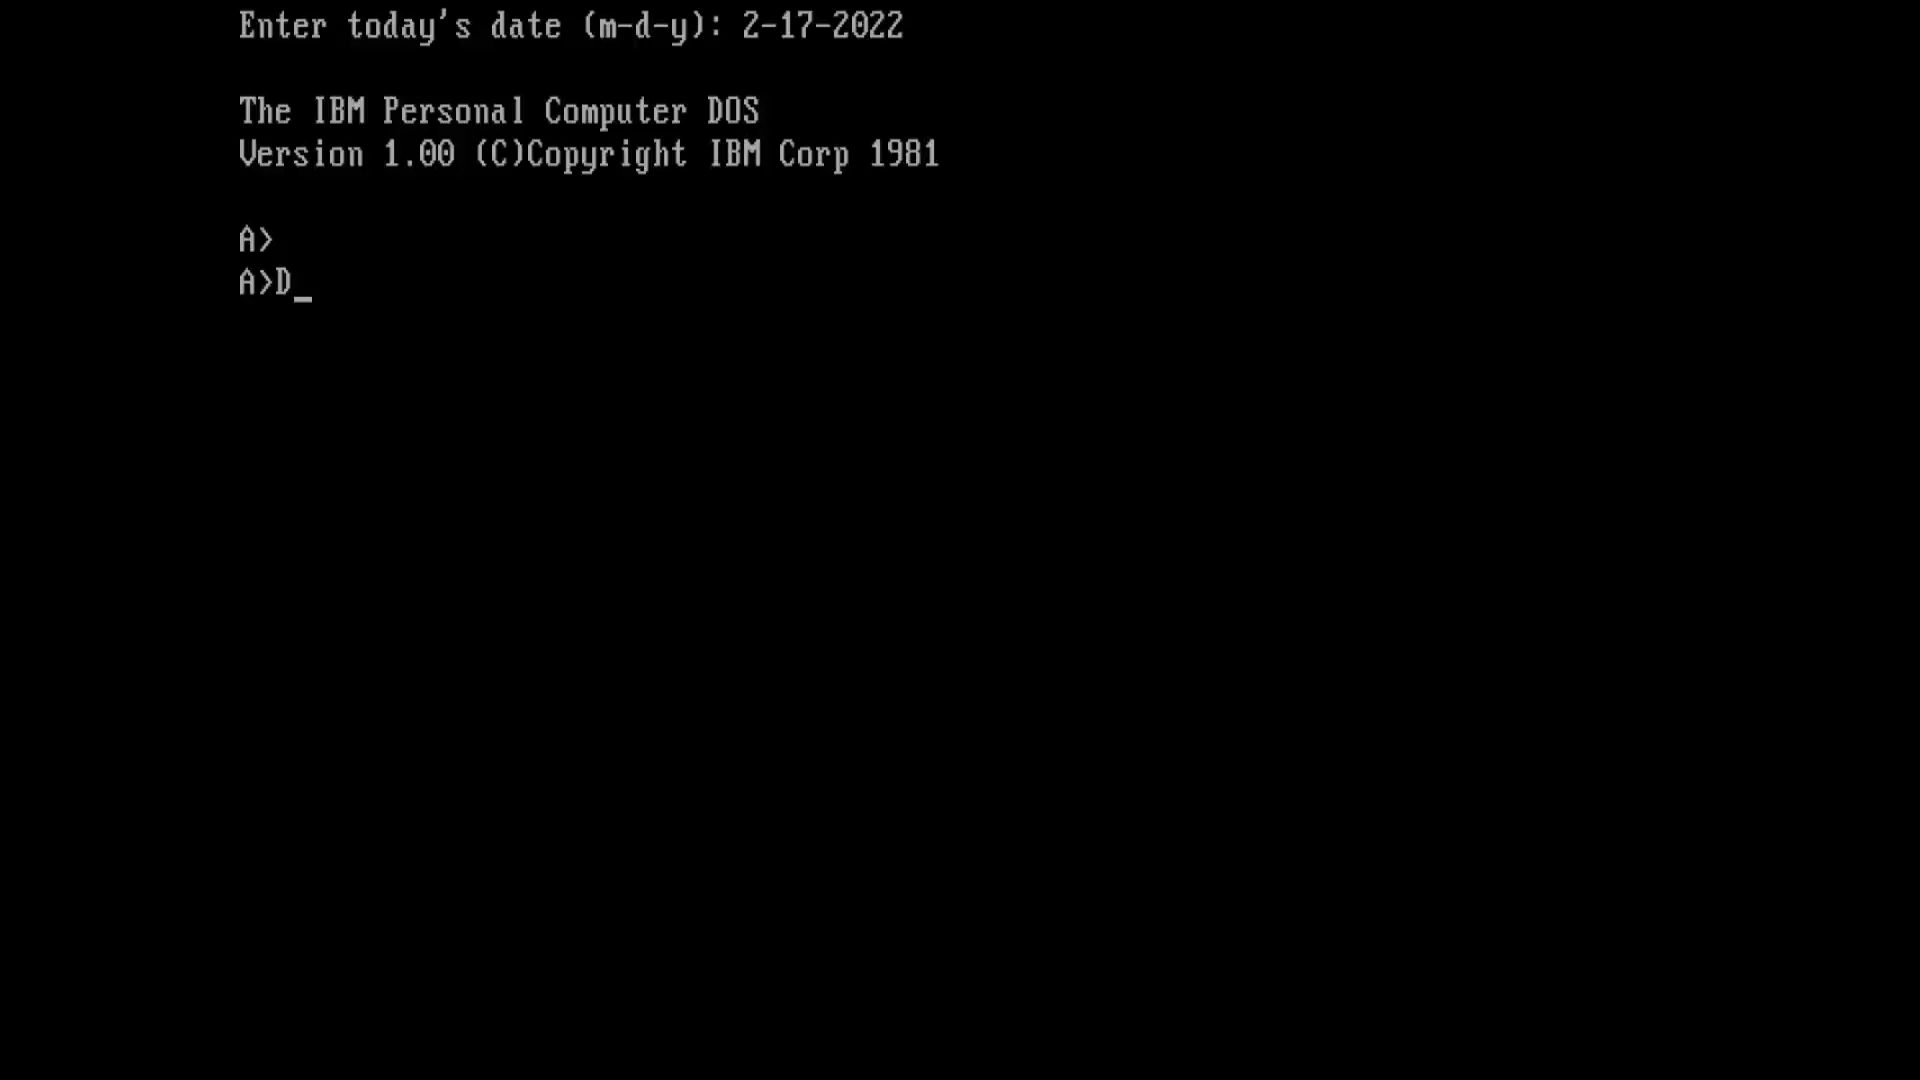 Enter today's date (m-d-y): 2-17-2022
The IBM Personal Computer DOS
Version 1.00 (C)Copyright IBM Corp 1981
A>
A>D_